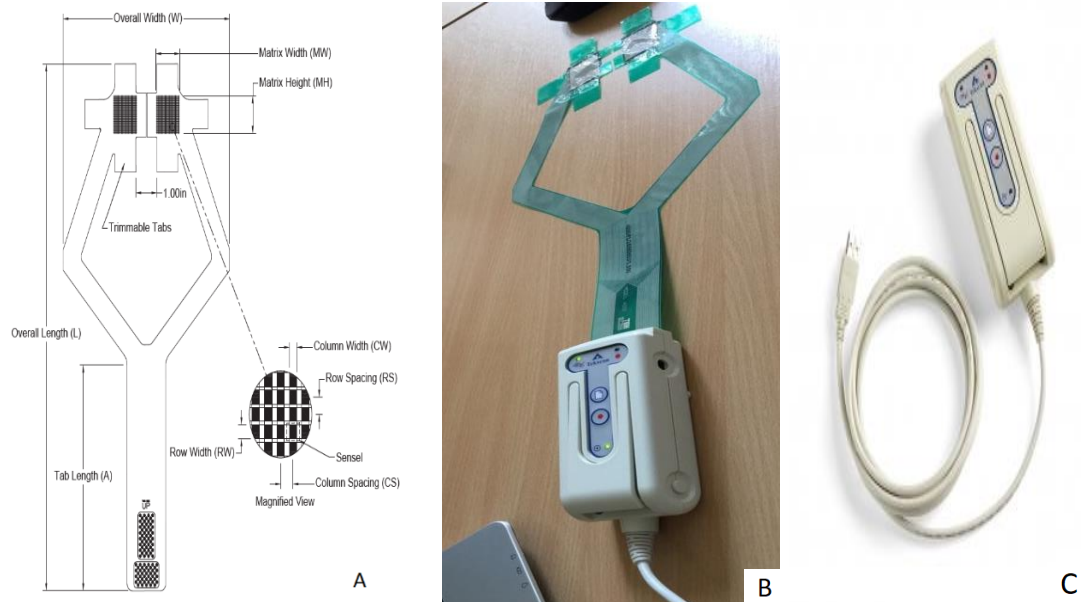 Overall Width (W)
Matrix Width (MW)
Matrix Height (MH)
1.00in
Trimmable Tabs
Overall Length (L)
Column Width (CW)
Row Spacing (RS)
Row Width (RW)
Sensel
Tab Length (A)
Column Spacing (CS)
Magnified View
A
B
C